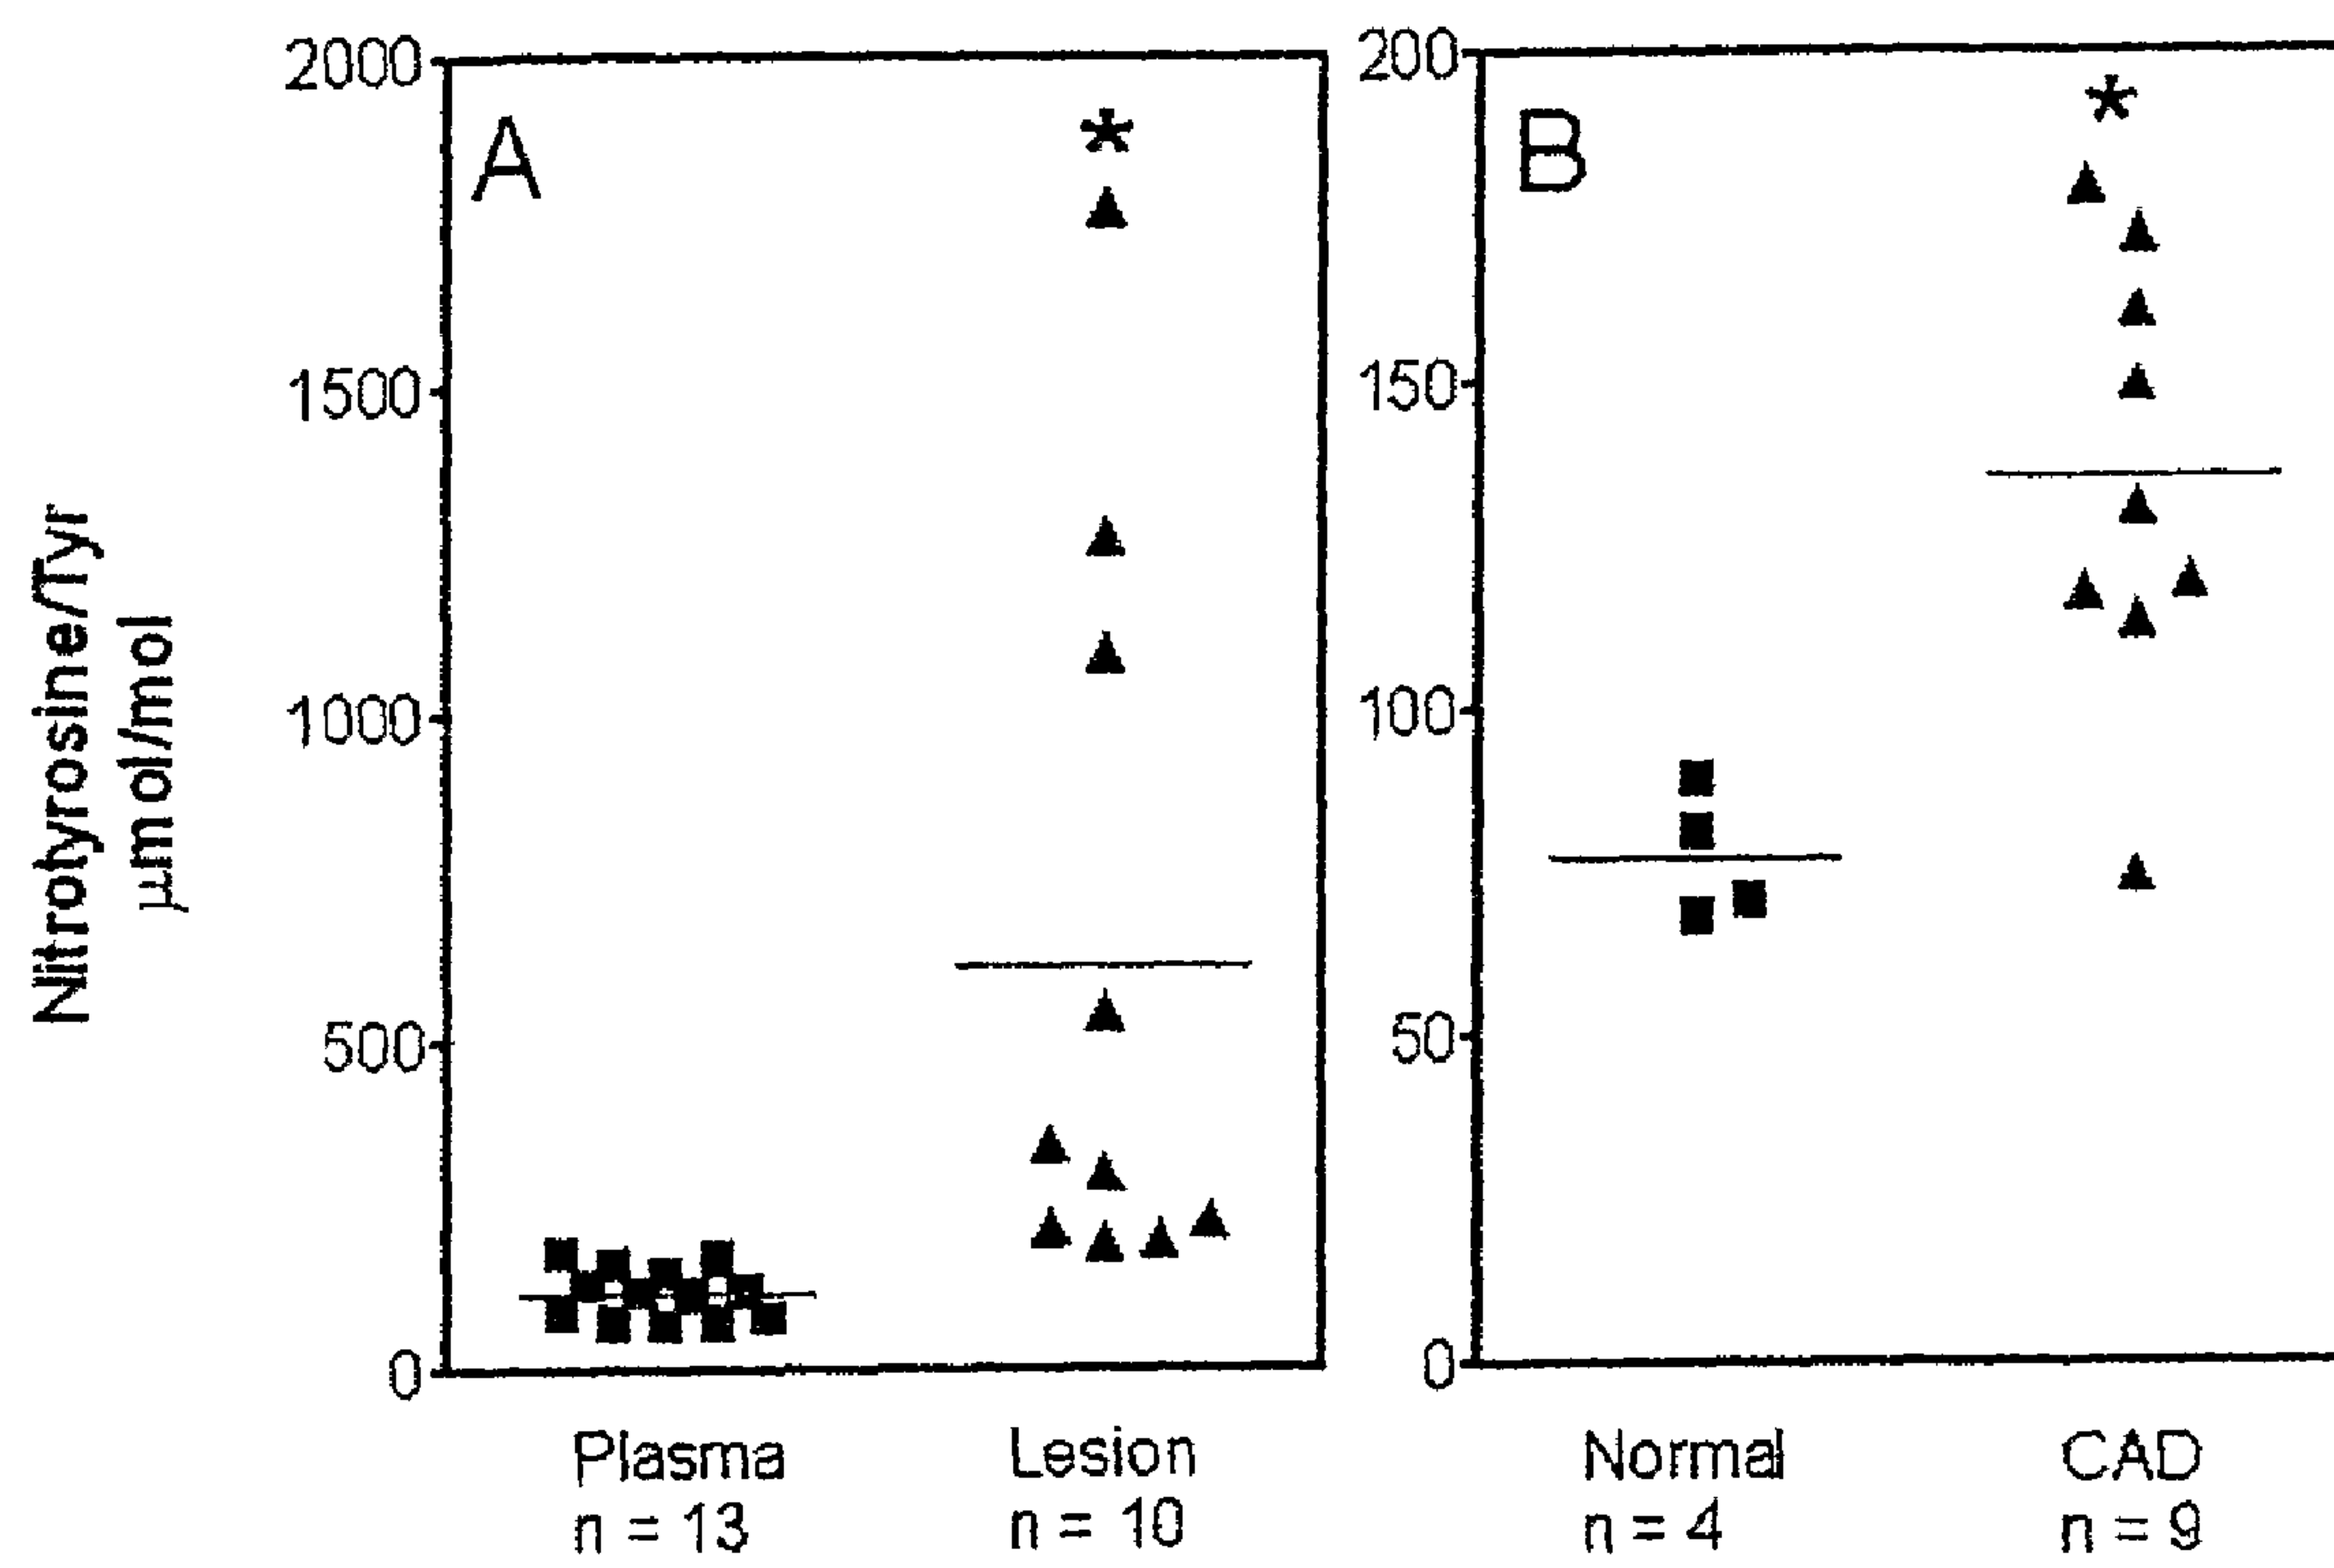 Nitrotyrosine/Tyr
µmol/mol
2000
1500
1000
500
0
A
*
Plasma
n = 13
Lesion
n = 10
200
150
100
50
0
B
*
Normal
n = 4
CAD
n = 9